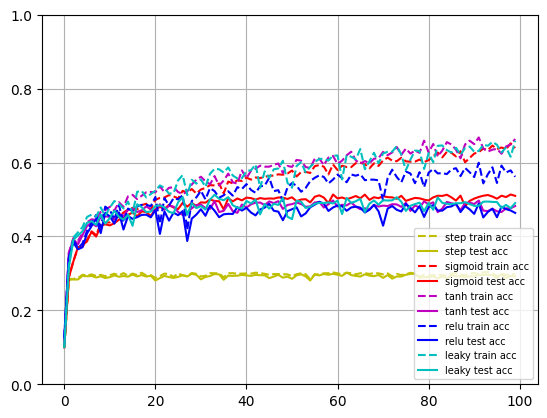 1.0
0.8
0.6
0.4
0.2
0.0
0
20
40
60
80
100
step train acc
step test acc
sigmoid train acc
sigmoid test acc
tanh train acc
tanh test acc
relu train acc
relu test acc
leaky train acc
leaky test acc